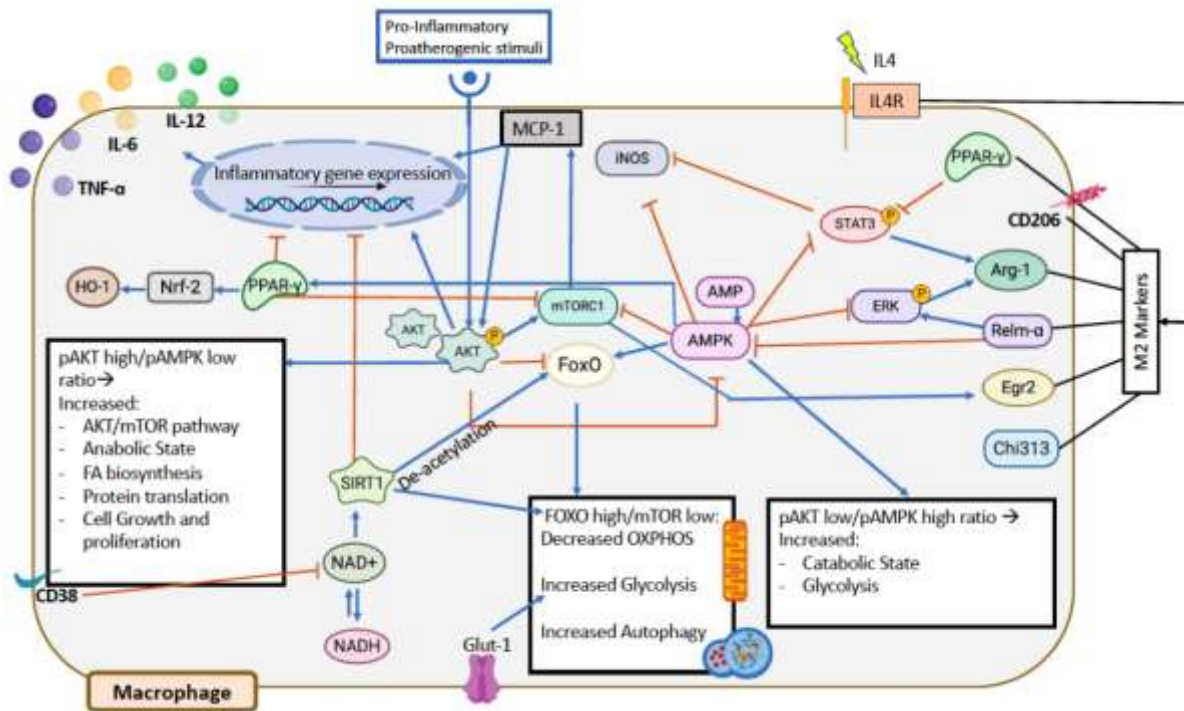 Pro-Inflammatory
Proatherogenic stimuli
IL4
IL4R
IL-12
IL-6
TNF-α
MCP-1
iNOS
PPAR-γ
Inflammatory gene expression
STAT3
P
CD206
HO-1
Nrf-2
PPAR-γ
mTORC1
AMP
ERK
P
Arg-1
AKT
AKT
P
AMPK
Relm-α
M2 Markers
FoxO
Egr2
Chi313
pAKT high/pAMPK low
ratio→
Increased:
- AKT/mTOR pathway
- Anabolic State
- FA biosynthesis
- Protein translation
- Cell Growth and
proliferation
De-acetylation
SIRT1
NAD+
CD38
NADH
Glut-1
FOXO high/mTOR low:
Decreased OXPHOS
Increased Glycolysis
Increased Autophagy
pAKT low/pAMPK high ratio →
Increased:
- Catabolic State
- Glycolysis
Macrophage